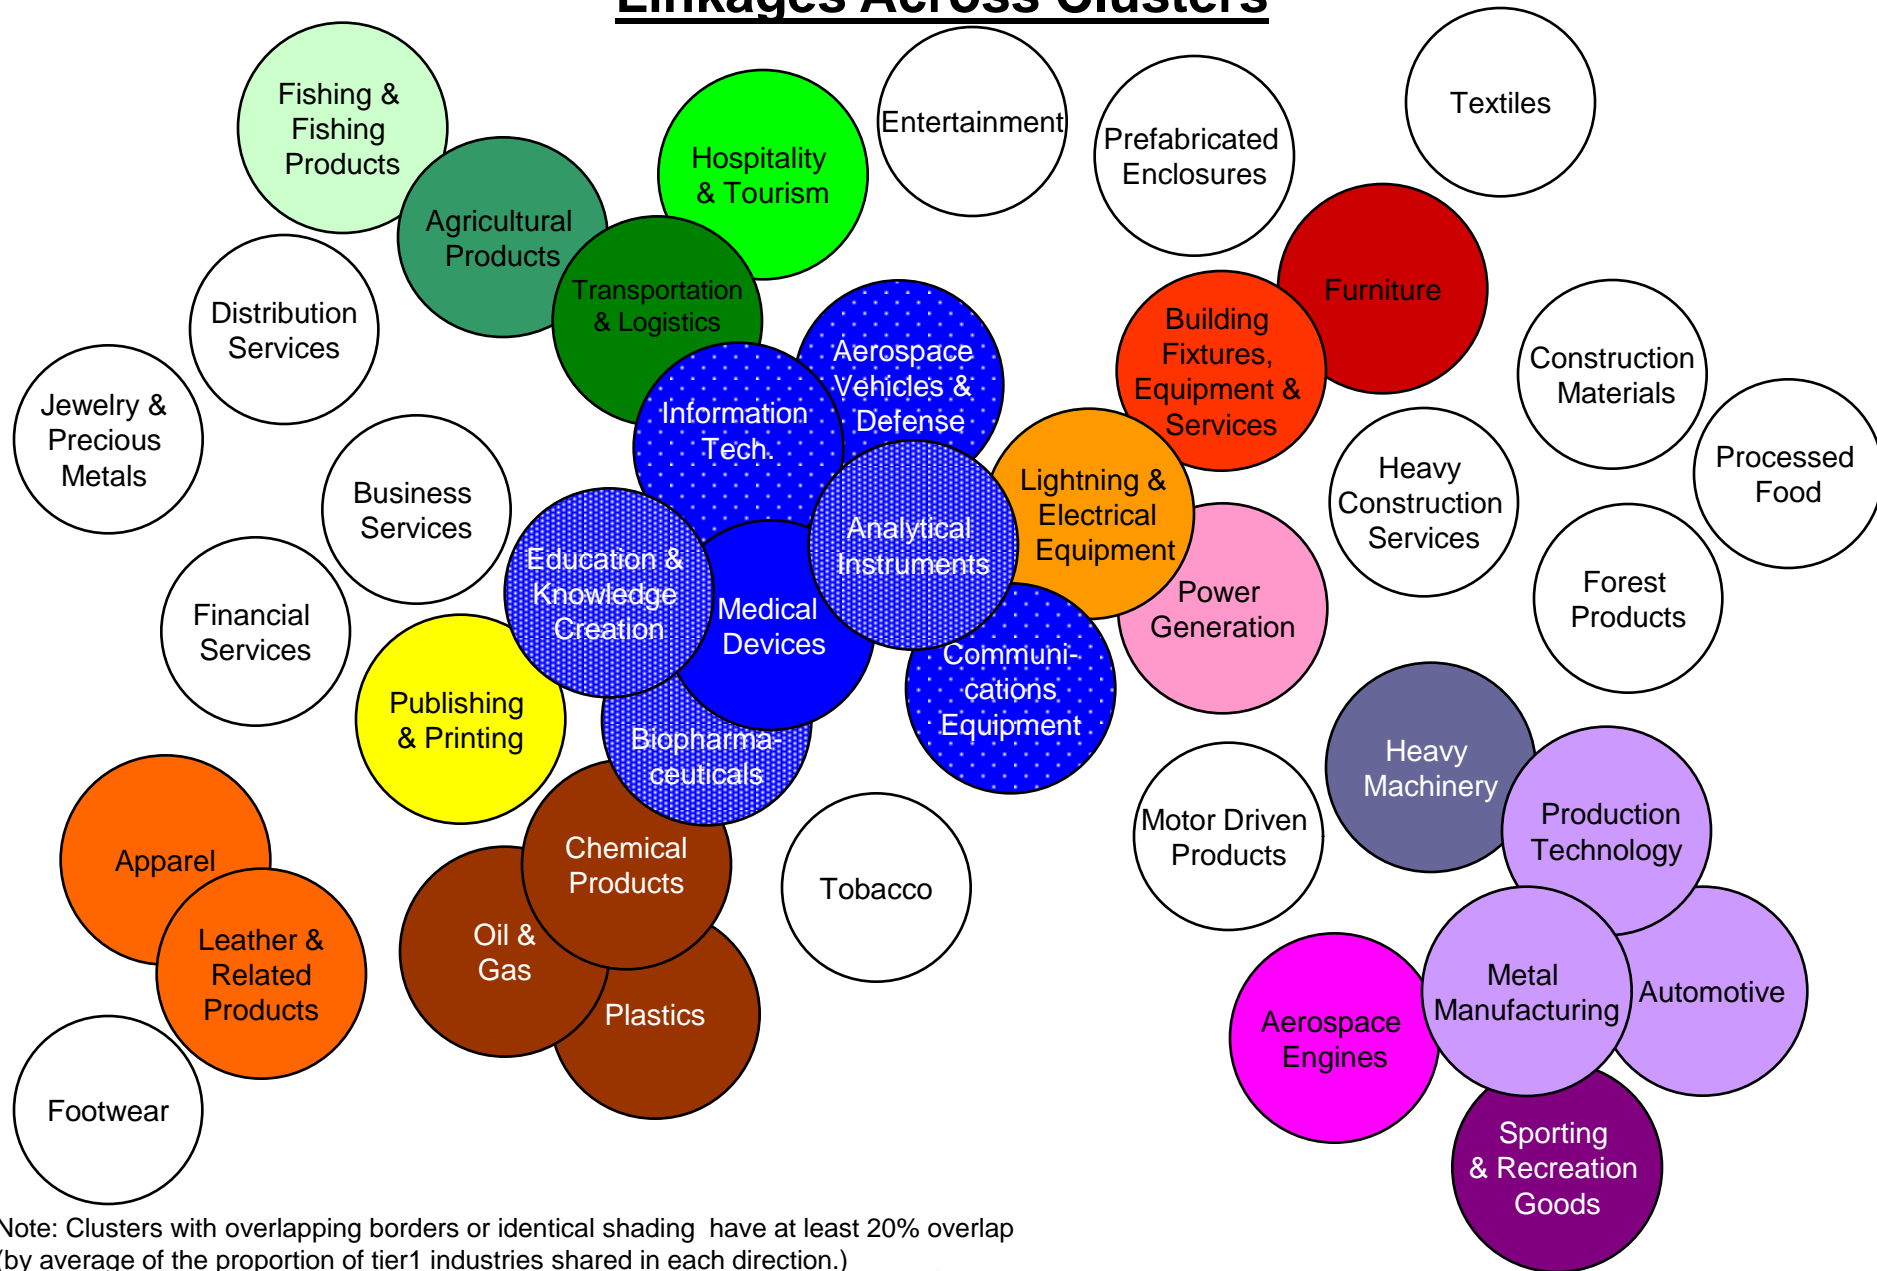 Linkages Across Clusters
Fishing &
Fishing
Products
Agricultural
Products
Hospitality
& Tourism
Entertainment
Prefabricated
Enclosures
Textiles
Transportation
& Logistics
Furniture
Distribution
Services
Aerospace
Vehicles &
Defense
Building
Fixtures,
Equipment &
Services
Construction
Materials
Jewelry &
Precious
Metals
Information
Tech.
Processed
Food
Business
Services
Lightning &
Electrical
Equipment
Heavy
Construction
Services
Analytical
Instruments
Education &
Knowledge
Creation
Medical
Devices
Power
Generation
Forest
Products
Financial
Services
Communi-
cations
Equipment
Publishing
& Printing
Biopharma-
ceuticals
Heavy
Machinery
Production
Technology
Motor Driven
Products
Apparel
Chemical
Products
Tobacco
Leather &
Related
Products
Oil &
Gas
Plastics
Metal
Manufacturing
Automotive
Aerospace
Engines
Footwear
Sporting
& Recreation
Goods
Note: Clusters with overlapping borders or identical shading have at least 20% overlap
(by average of the proportion of tier1 industries shared in each direction.)